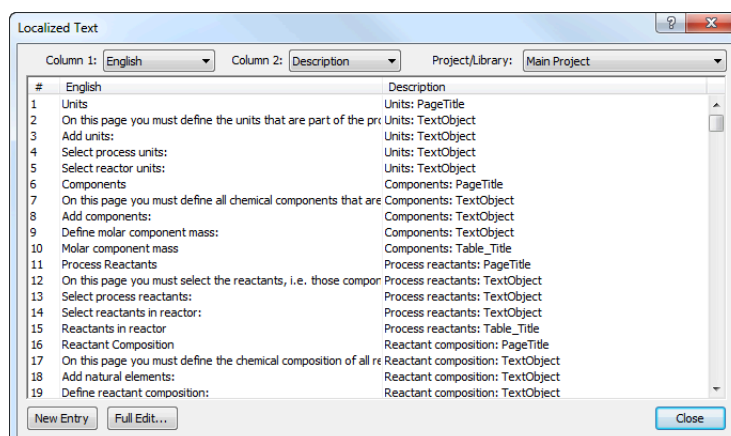 Localized Text
Column 1: English Column 2: Description Project/Library: Main Project
# English Description
1 Units Units: PageTitle
2 On this page you must define the units that are part of the pro Units: TextObject
3 Add units: Units: TextObject
4 Select process units: Units: TextObject
5 Select reactor units: Units: TextObject
6 Components Components: PageTitle
7 On this page you must define all chemical components that are Components: TextObject
8 Add components: Components: TextObject
9 Define molar component mass: Components: TextObject
10 Molar component mass Components: Table_Title
11 Process Reactants Process reactants: PageTitle
12 On this page you must select the reactants, i.e. those compon Process reactants: TextObject
13 Select process reactants: Process reactants: TextObject
14 Select reactants in reactor: Process reactants: TextObject
15 Reactants in reactor Process reactants: Table_Title
16 Reactant Composition Reactant composition: PageTitle
17 On this page you must define the chemical composition of all re Reactant composition: TextObject
18 Add natural elements: Reactant composition: TextObject
19 Define reactant composition: Reactant composition: TextObject
New Entry Full Edit... Close